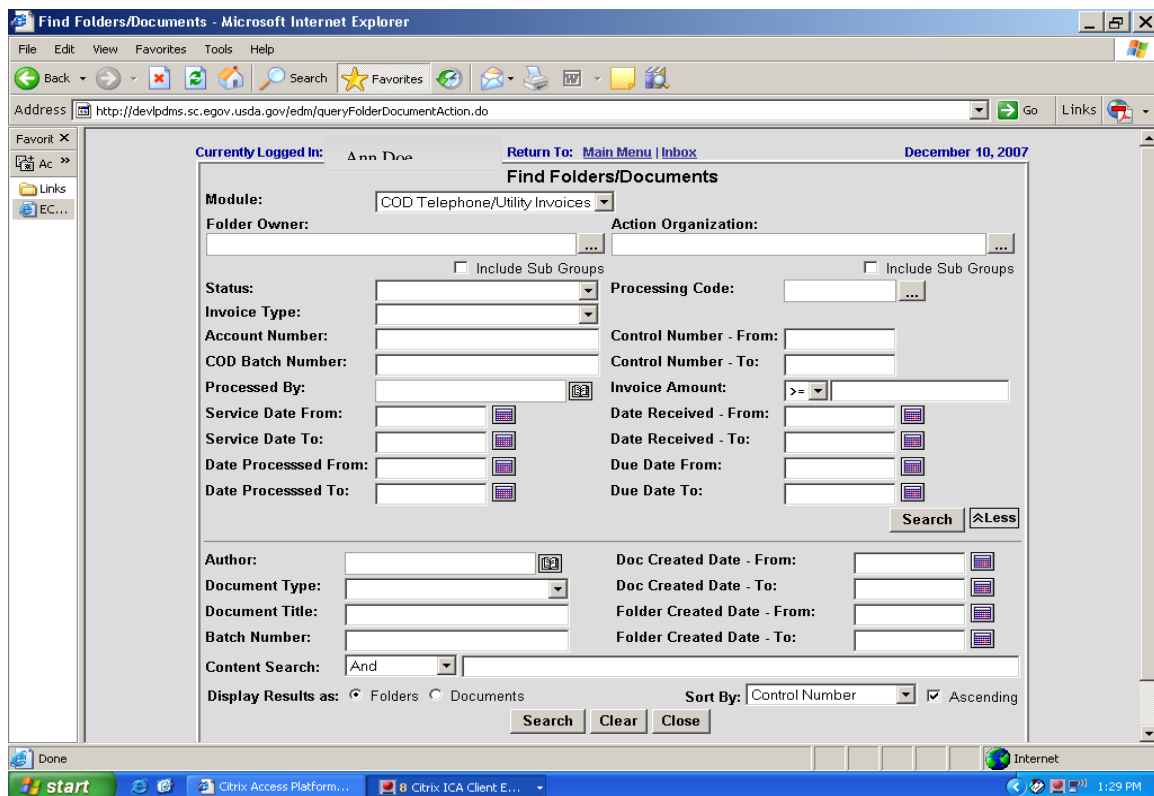 Find Folders/Documents - Microsoft Internet Explorer
File Edit View Favorites Tools Help
Back Search Favorites
Address http://devlpdms.sc.egov.usda.gov/edm/queryFolderDocumentAction.do Go Links
Favorit
Ac
Links
EC...
Currently Logged In: Ann Doe Return To: Main Menu | Inbox December 10, 2007
Find Folders/Documents
Module: COD Telephone/Utility Invoices
Folder Owner: Action Organization:
... ...
Include Sub Groups Include Sub Groups
Status: Processing Code: ...
Invoice Type:
Account Number: Control Number - From:
COD Batch Number: Control Number - To:
Processed By: Invoice Amount: >=
Service Date From: Date Received - From:
Service Date To: Date Received - To:
Date Processsed From: Due Date From:
Date Processsed To: Due Date To:
Search Less
Author: Doc Created Date - From:
Document Type: Doc Created Date - To:
Document Title: Folder Created Date - From:
Batch Number: Folder Created Date - To:
Content Search: And
Display Results as: Folders Documents Sort By: Control Number Ascending
Search Clear Close
Done Internet
start Citrix Access Platform... 8 Citrix ICA Client E... 1:29 PM